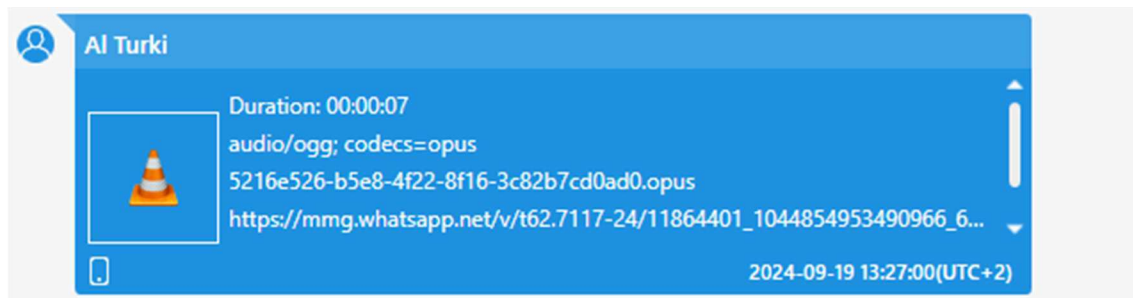 Al Turki
Duration: 00:00:07
audio/ogg; codecs=opus
5216e526-b5e8-4f22-8f16-3c82b7cd0ad0.opus
https://mmg.whatsapp.net/v/t62.7117-24/11864401_1044854953490966_6...
2024-09-19 13:27:00(UTC+2)